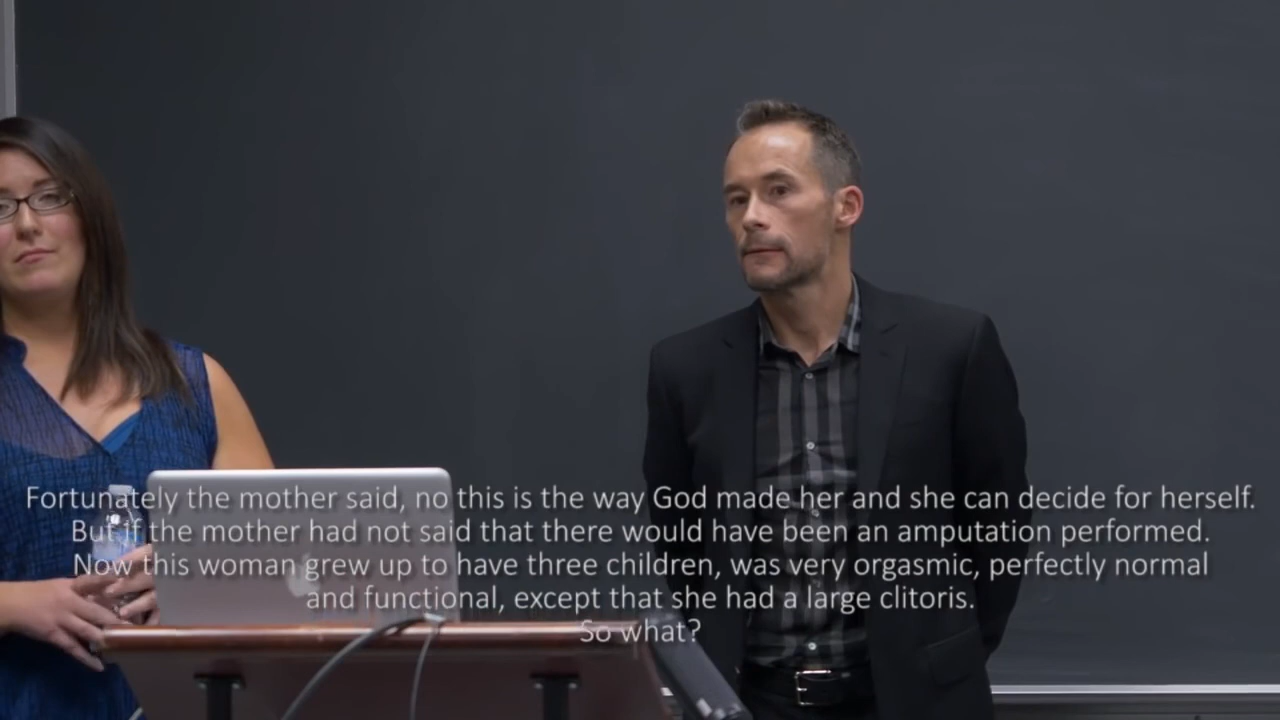 Fortunately the mother said, no this is the way God made her and she can decide for herself.
But if the mother had not said that there would have been an amputation performed.
Now this woman grew up to have three children, was very orgasmic, perfectly normal
and functional, except that she had a large clitoris.
So what?